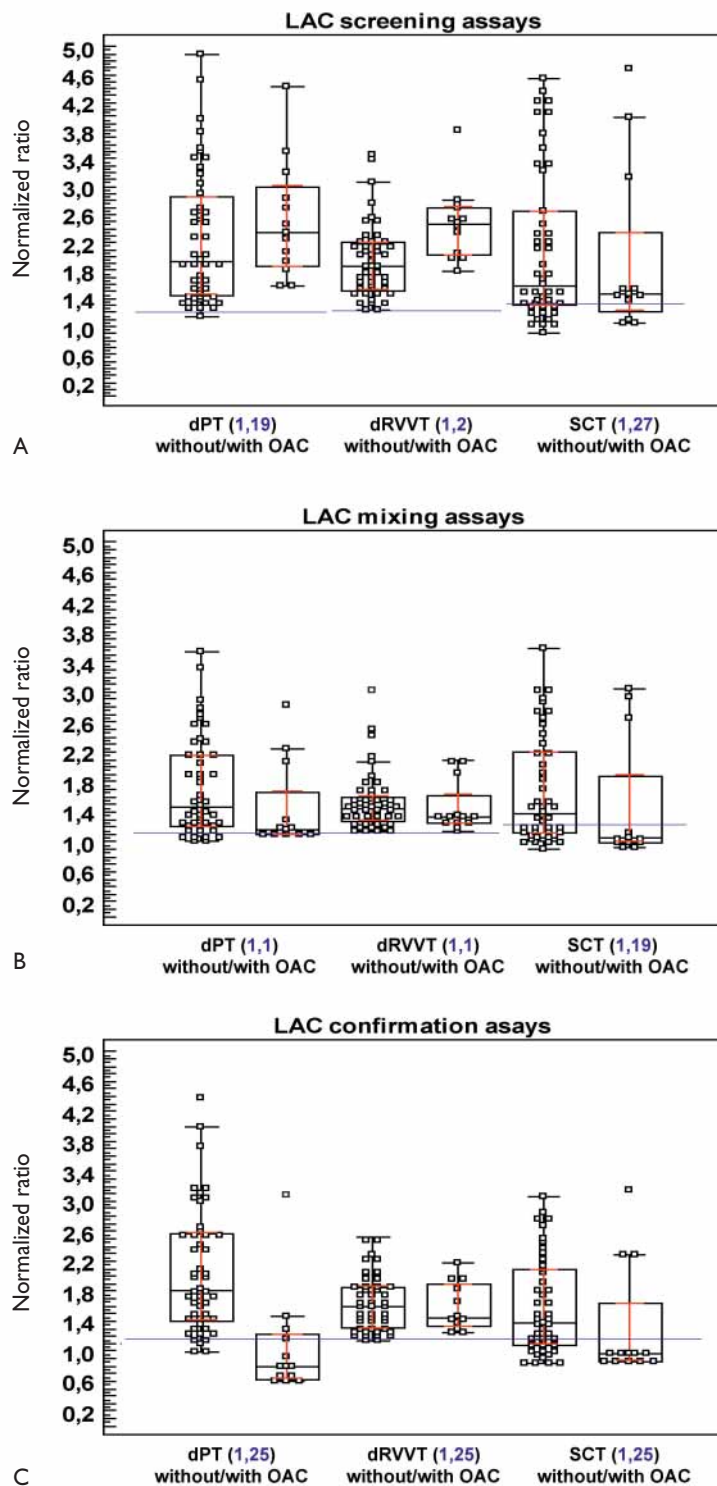 LAC screening assays
Normalized ratio
5,0
4,6
4,2
3,8
3,4
3,0
2,6
2,2
1,8
1,4
1,0
0,6
0,2
dPT (1,19) dRVVT (1,2) SCT (1,27)
without/with OAC without/with OAC without/with OAC
A
LAC mixing assays
Normalized ratio
5,0
4,6
4,2
3,8
3,4
3,0
2,6
2,2
1,8
1,4
1,0
0,6
0,2
dPT (1,1) dRVVT (1,1) SCT (1,19)
without/with OAC without/with OAC without/with OAC
B
LAC confirmation asays
Normalized ratio
5,0
4,6
4,2
3,8
3,4
3,0
2,6
2,2
1,8
1,4
1,0
0,6
0,2
dPT (1,25) dRVVT (1,25) SCT (1,25)
without/with OAC without/with OAC without/with OAC
C